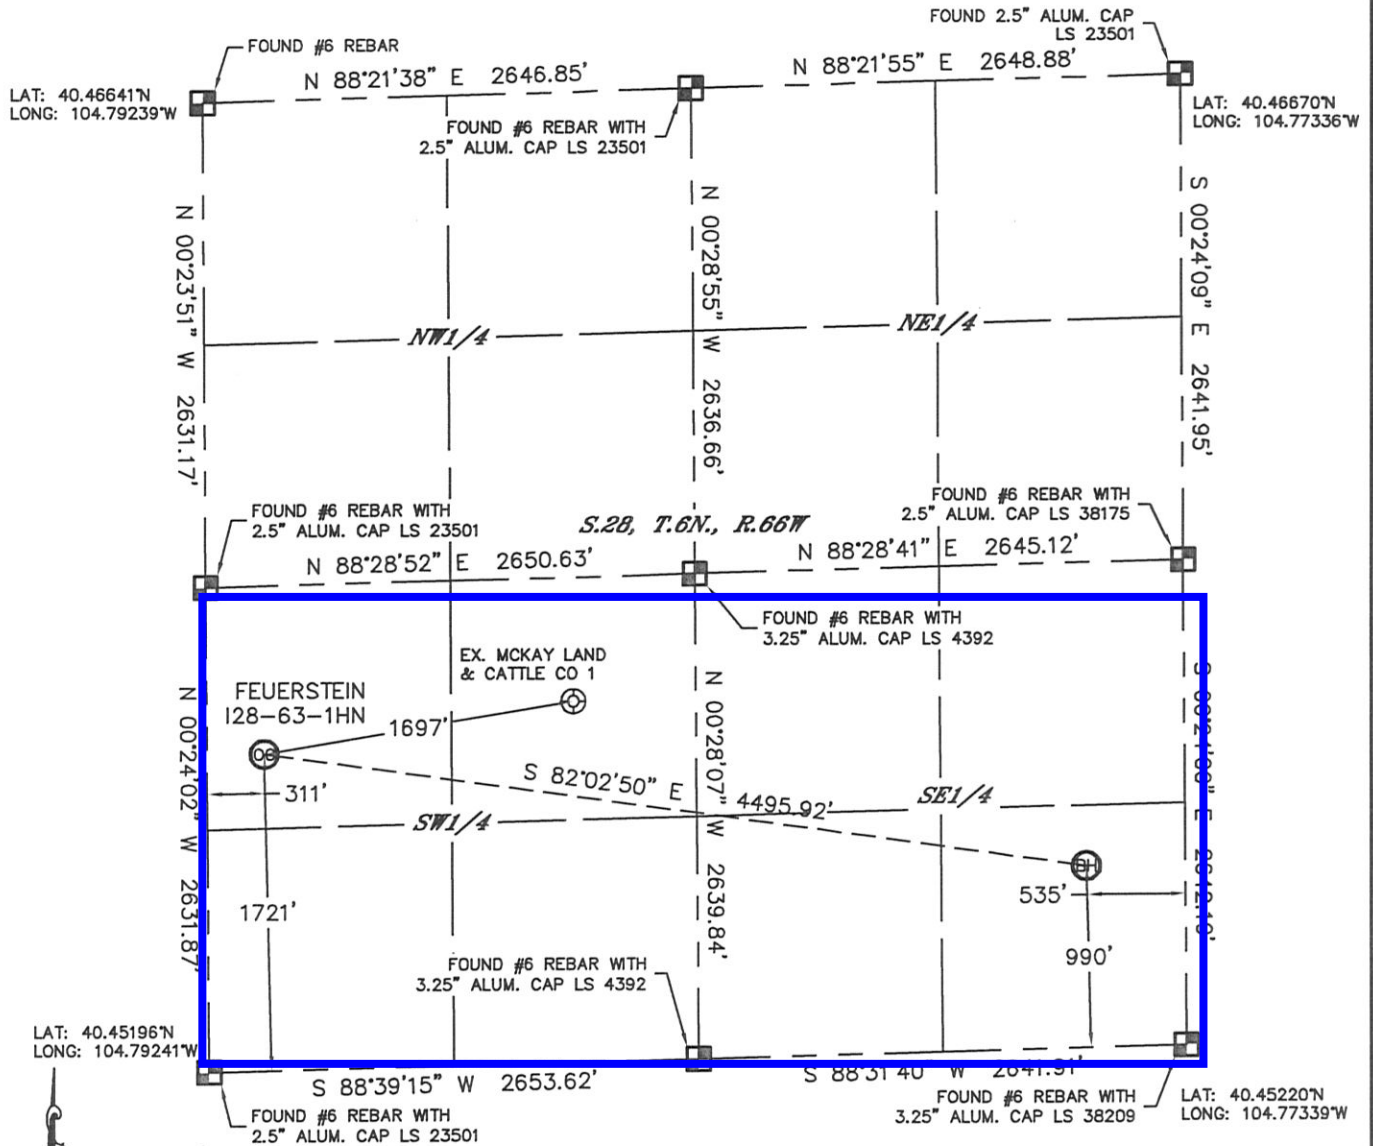 FOUND 2.5" ALUM. CAP
LS 23501
FOUND #6 REBAR
N 88°21'38" E 2646.85'
N 88°21'55" E 2648.88'
LAT: 40.46641°N
LONG: 104.79239°W
LAT: 40.46670°N
LONG: 104.77336°W
FOUND #6 REBAR WITH
2.5" ALUM. CAP LS 23501
N 00°23'51" W 2631.17'
N 00°28'55" W 2636.66'
S 00°24'09" E 2641.95'
NW1/4
NE1/4
FOUND #6 REBAR WITH
2.5" ALUM. CAP LS 23501
S.28, T.6N., R.66W
FOUND #6 REBAR WITH
2.5" ALUM. CAP LS 38175
N 88°28'52" E 2650.63'
N 88°28'41" E 2645.12'
FOUND #6 REBAR WITH
3.25" ALUM. CAP LS 4392
EX. MCKAY LAND
& CATTLE CO 1
FEUERSTEIN
I28-63-1HN
1697'
OG
311'
N 00°24'02" W 2631.87'
S 82°02'50" E 4495.92'
N 00°28'07" W 2639.84'
SW1/4
SE1/4
BH
535'
1721'
990'
FOUND #6 REBAR WITH
3.25" ALUM. CAP LS 4392
LAT: 40.45196°N
LONG: 104.79241°W
S 88°39'15" W 2653.62'
S 88°31'40" W 2641.91'
FOUND #6 REBAR WITH
2.5" ALUM. CAP LS 23501
FOUND #6 REBAR WITH
3.25" ALUM. CAP LS 38209
LAT: 40.45220°N
LONG: 104.77339°W